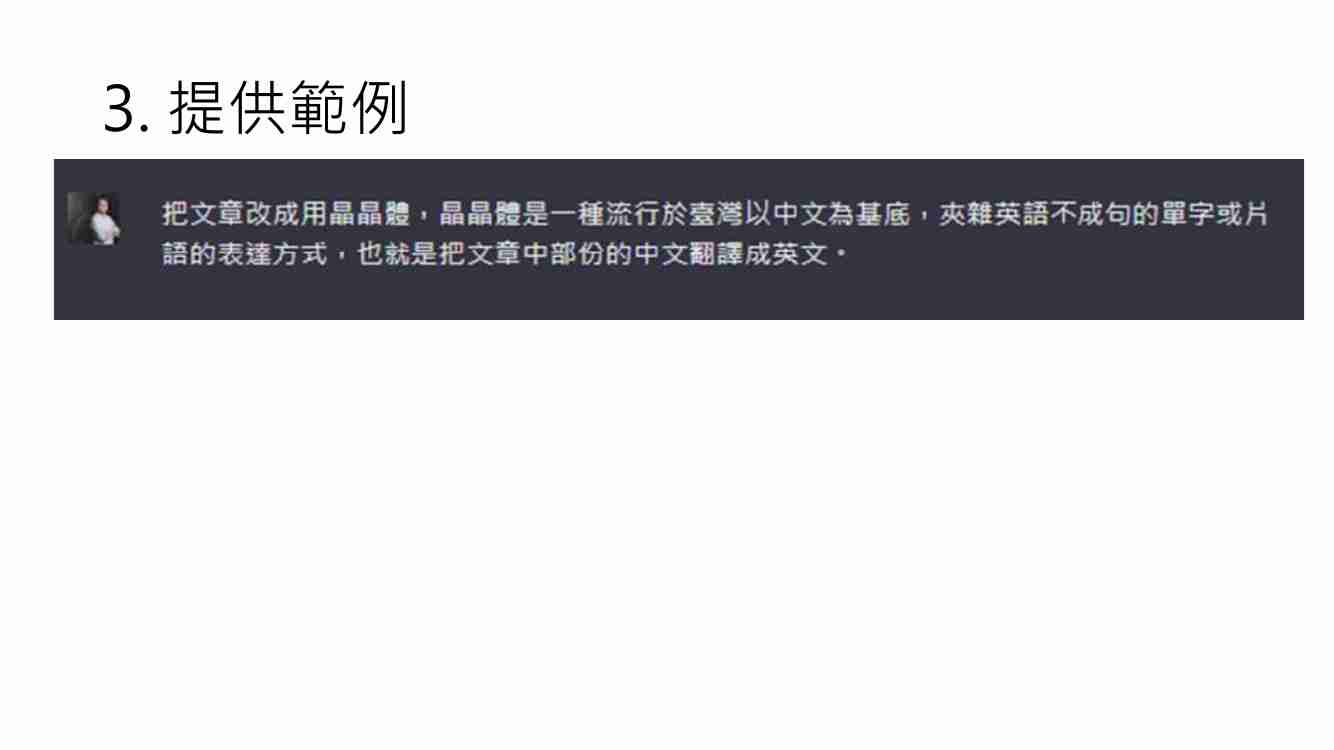 3. 提供範例
把文章改成用晶晶體，晶晶體是一種流行於臺灣以中文為基底，夾雜英語不成句的單字或片
語的表達方式，也就是把文章中部份的中文翻譯成英文。